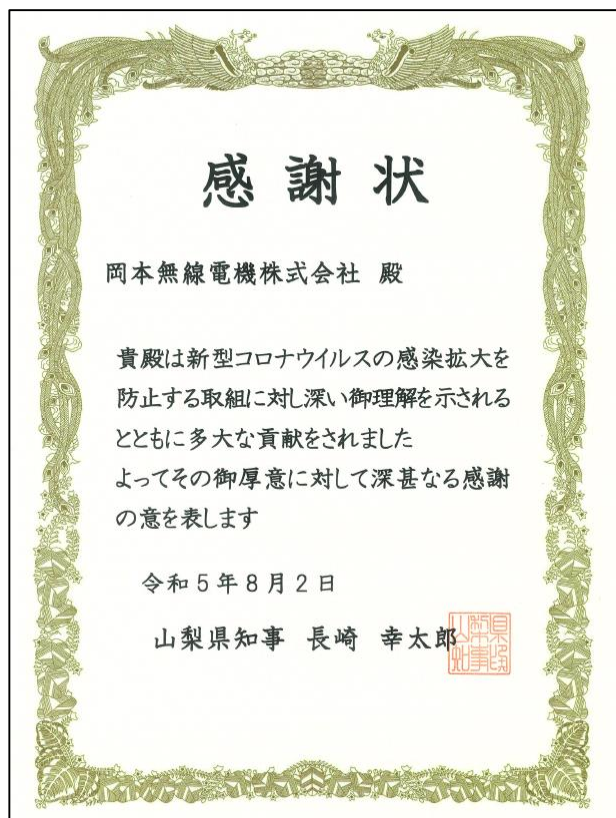 感謝状
岡本無線電機株式会社 殿
貴殿は新型コロナウイルスの感染拡大を
防止する取組に対し深い御理解を示される
とともに多大な貢献をされました
よってその御厚意に対して深甚なる感謝
の意を表します
令和5年8月2日
山梨県知事 長崎 幸太郎